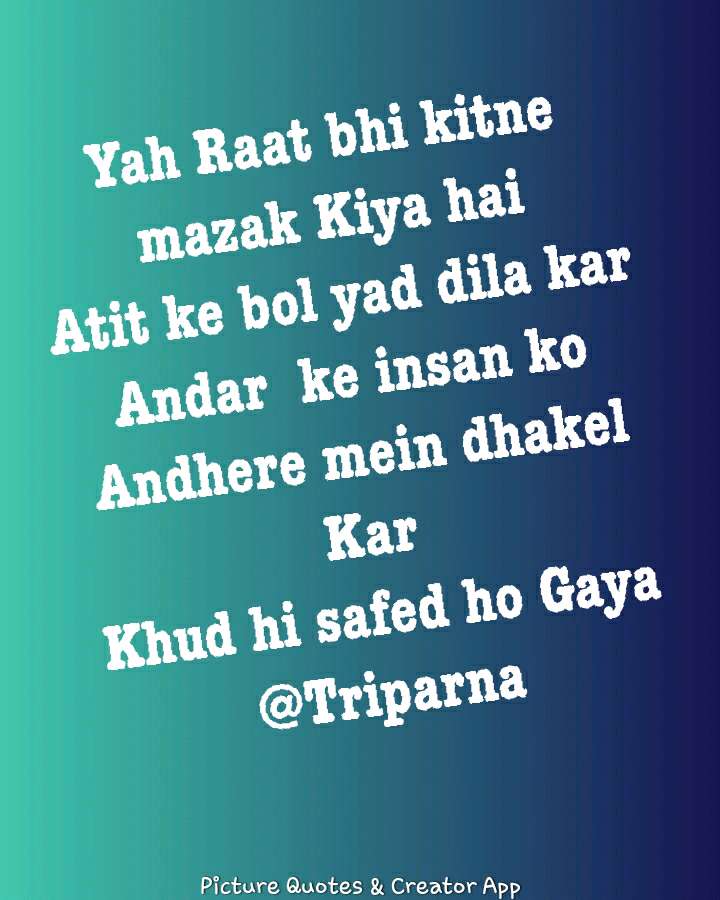 Yah Raat bhi kitne
mazak Kiya hai
Atit ke bol yad dila kar
Andar ke insan ko
Andhere mein dhakel
Kar
Khud hi safed ho Gaya
@Triparna
Picture Quotes & Creator App